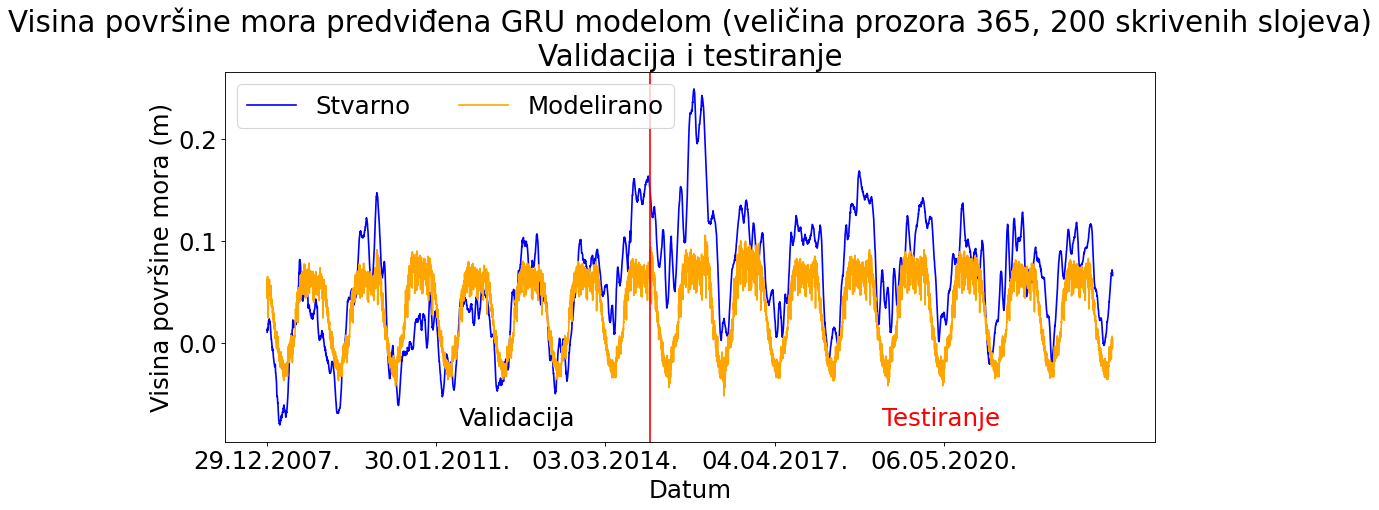 Visina površine mora predviđena GRU modelom (veličina prozora 365, 200 skrivenih slojeva)
Validacija i testiranje
Stvarno Modelirano
Visina površine mora (m)
0.2
0.1
0.0
Validacija Testiranje
29.12.2007. 30.01.2011. 03.03.2014. 04.04.2017. 06.05.2020.
Datum